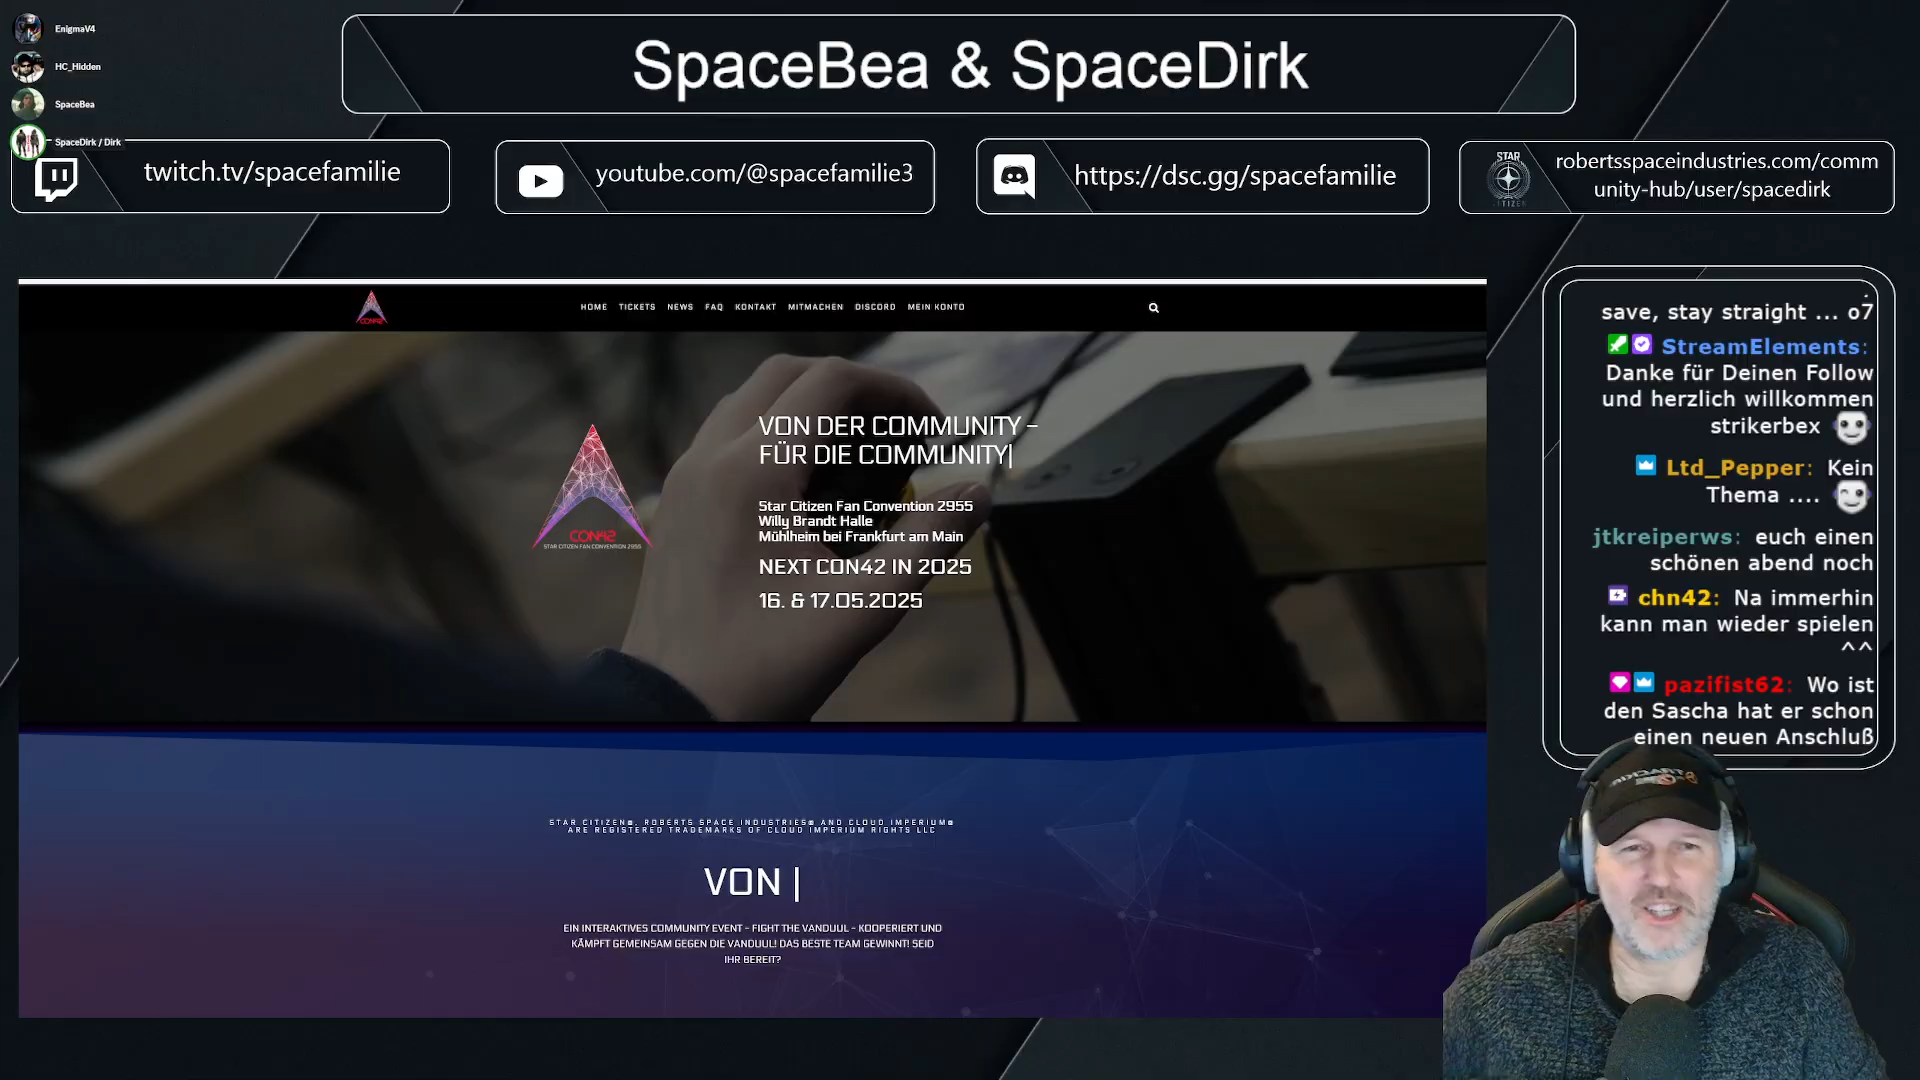 EnigmaV4
HC_Hidden
SpaceBea
SpaceDirk / Dirk
SpaceBea & SpaceDirk
twitch.tv/spacefamilie
youtube.com/@spacefamilie3
https://dsc.gg/spacefamilie
STAR
CITIZEN
robertsspaceindustries.com/comm
unity-hub/user/spacedirk
CON42
HOME TICKETS NEWS FAQ KONTAKT MITMACHEN DISCORD MEIN KONTO
CON42
STAR CITIZEN FAN CONVENTION 2955
VON DER COMMUNITY -
FÜR DIE COMMUNITY|
Star Citizen Fan Convention 2955
Willy Brandt Halle
Mühlheim bei Frankfurt am Main
NEXT CON42 IN 2025
16. & 17.05.2025
STAR CITIZEN®, ROBERTS SPACE INDUSTRIES® AND CLOUD IMPERIUM®
ARE REGISTERED TRADEMARKS OF CLOUD IMPERIUM RIGHTS LLC
VON |
EIN INTERAKTIVES COMMUNITY EVENT - FIGHT THE VANDUUL - KOOPERIERT UND
KÄMPFT GEMEINSAM GEGEN DIE VANDUUL! DAS BESTE TEAM GEWINNT! SEID
IHR BEREIT?
save, stay straight ... o7
StreamElements:
Danke für Deinen Follow
und herzlich willkommen
strikerbex
Ltd_Pepper: Kein
Thema ....
jtkreiperws: euch einen
schönen abend noch
chn42: Na immerhin
kann man wieder spielen
^^
pazifist62: Wo ist
den Sascha hat er schon
einen neuen Anschluß